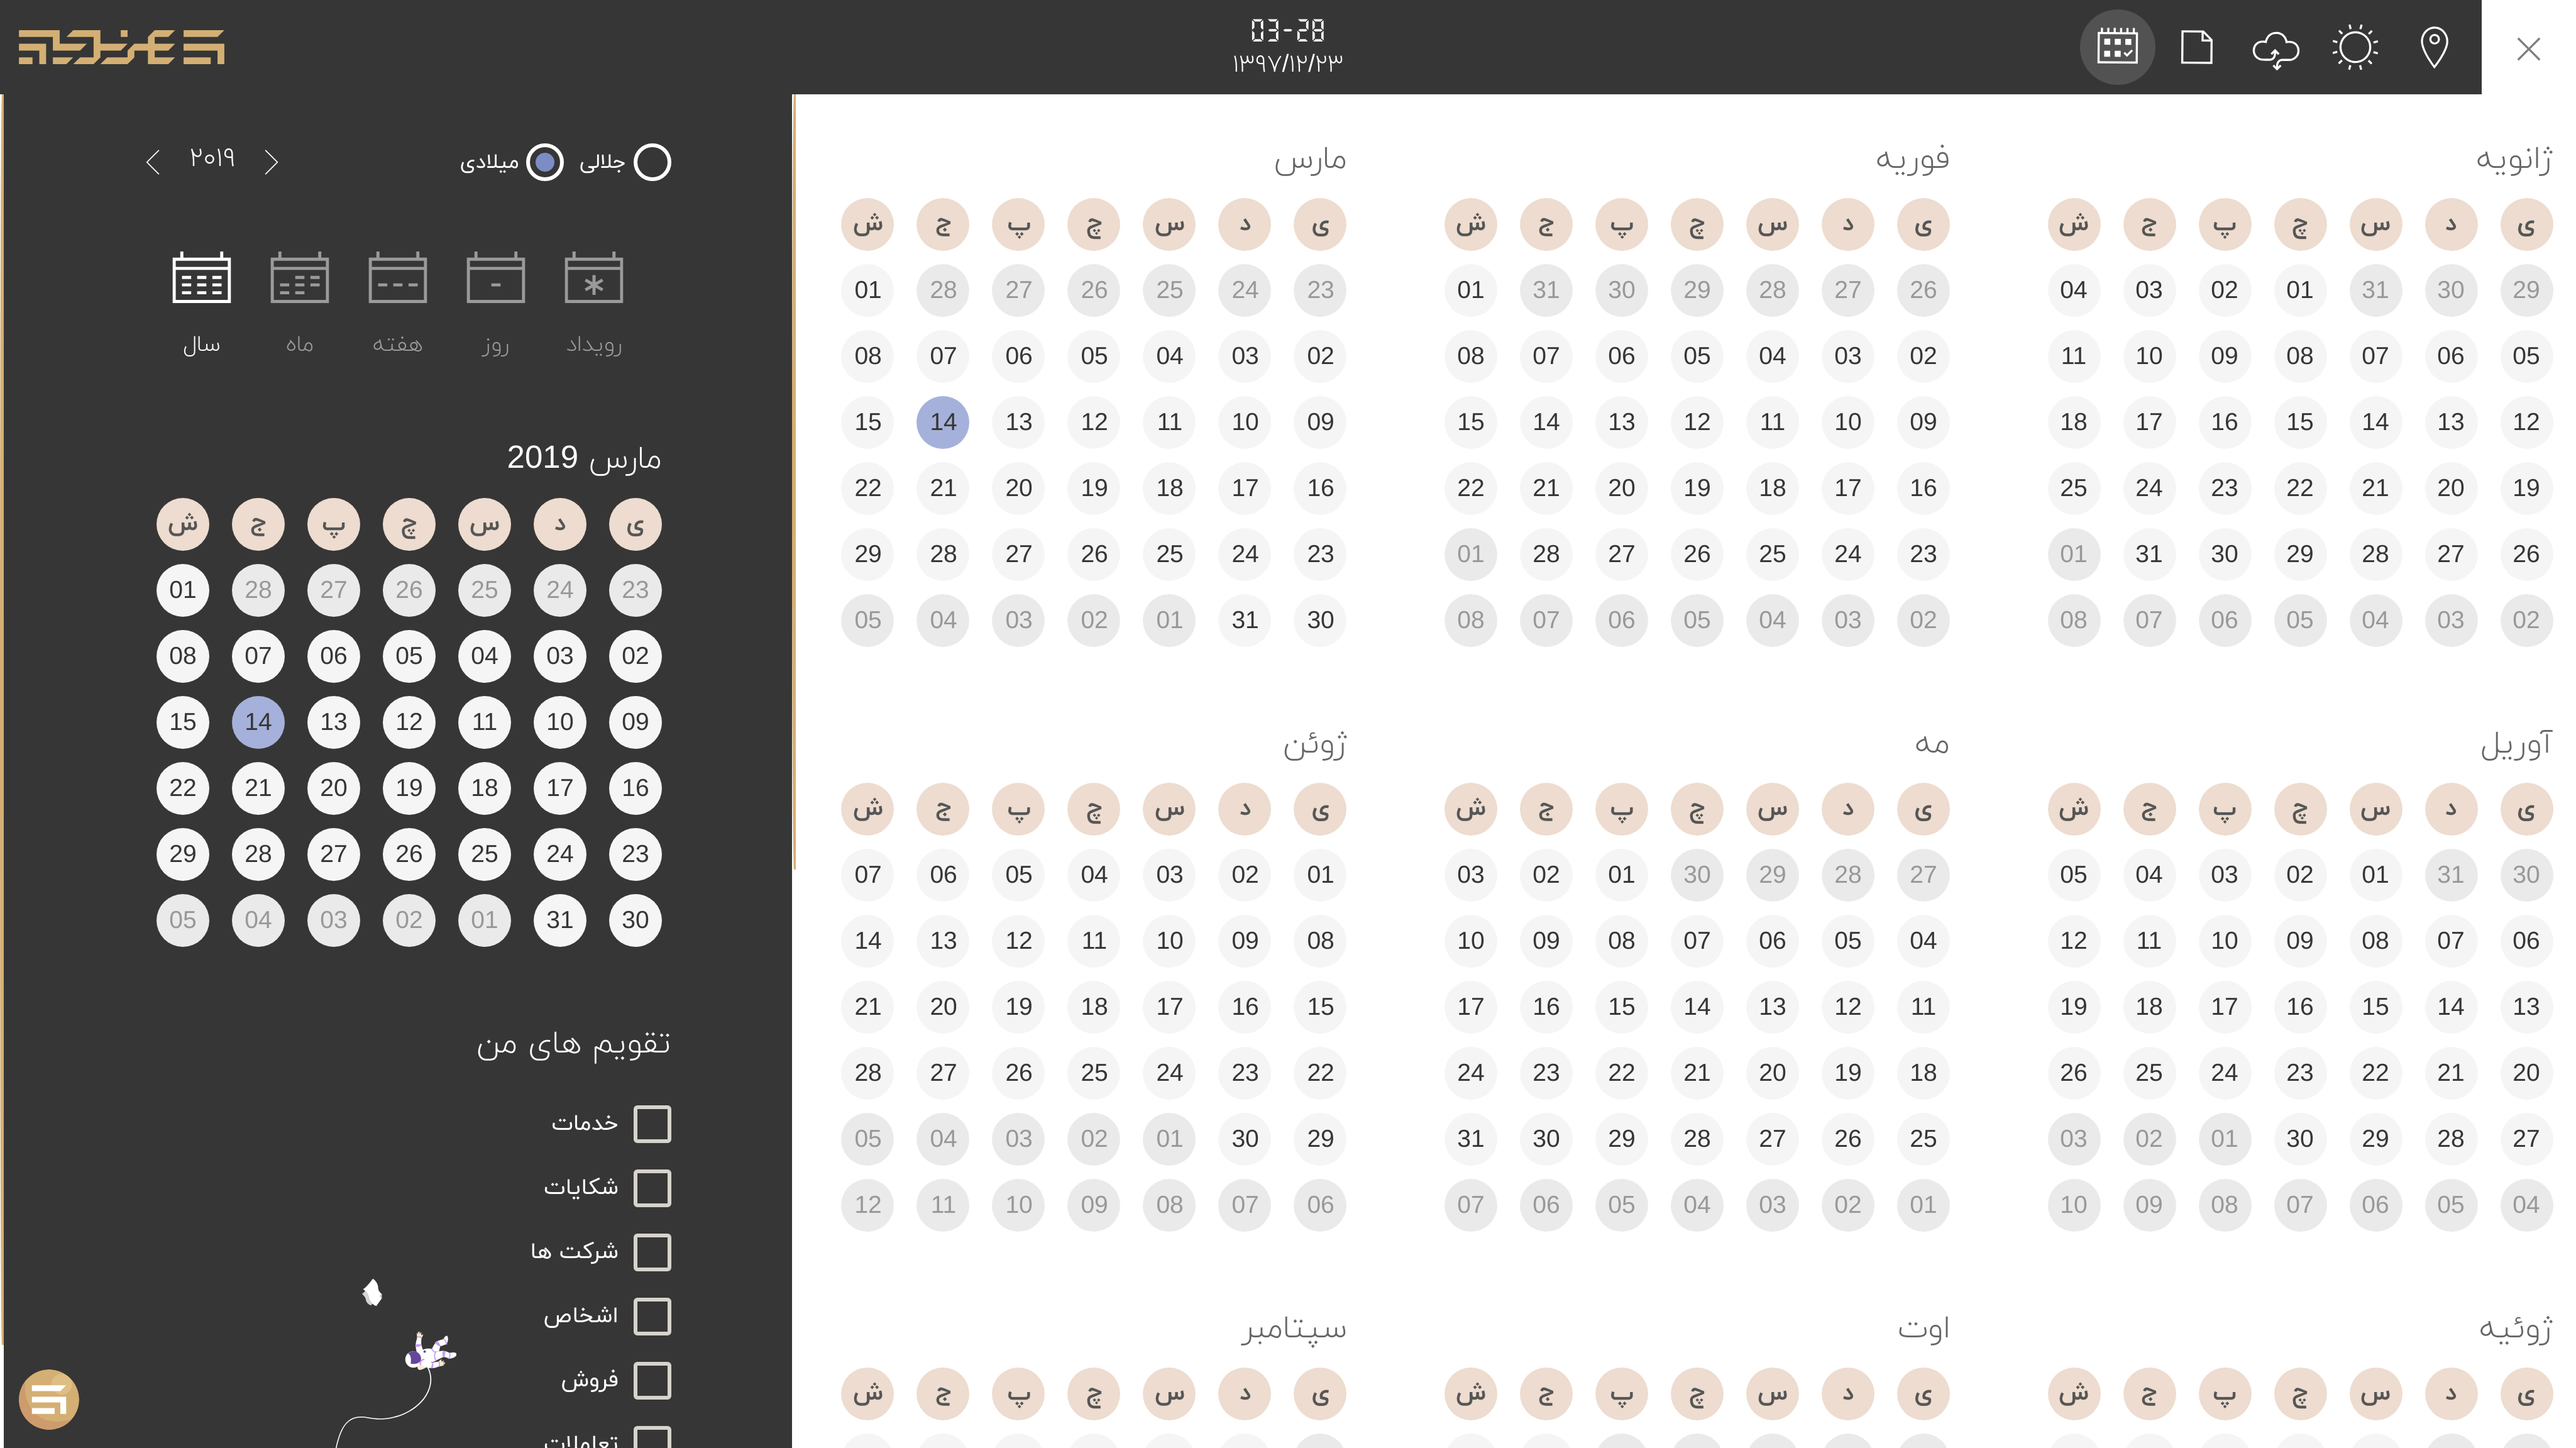 03-28
۱۳۹۷/۱۲/۲۳
ژانویه
ی د س چ پ ج ش
29 30 31 01 02 03 04
05 06 07 08 09 10 11
12 13 14 15 16 17 18
19 20 21 22 23 24 25
26 27 28 29 30 31 01
02 03 04 05 06 07 08
فوریه
ی د س چ پ ج ش
26 27 28 29 30 31 01
02 03 04 05 06 07 08
09 10 11 12 13 14 15
16 17 18 19 20 21 22
23 24 25 26 27 28 01
02 03 04 05 06 07 08
مارس
ی د س چ پ ج ش
23 24 25 26 27 28 01
02 03 04 05 06 07 08
09 10 11 12 13 14 15
16 17 18 19 20 21 22
23 24 25 26 27 28 29
30 31 01 02 03 04 05
آوریل
ی د س چ پ ج ش
30 31 01 02 03 04 05
06 07 08 09 10 11 12
13 14 15 16 17 18 19
20 21 22 23 24 25 26
27 28 29 30 01 02 03
04 05 06 07 08 09 10
مه
ی د س چ پ ج ش
27 28 29 30 01 02 03
04 05 06 07 08 09 10
11 12 13 14 15 16 17
18 19 20 21 22 23 24
25 26 27 28 29 30 31
01 02 03 04 05 06 07
ژوئن
ی د س چ پ ج ش
01 02 03 04 05 06 07
08 09 10 11 12 13 14
15 16 17 18 19 20 21
22 23 24 25 26 27 28
29 30 01 02 03 04 05
06 07 08 09 10 11 12
ژوئیه
ی د س چ پ ج ش
اوت
ی د س چ پ ج ش
سپتامبر
ی د س چ پ ج ش
جلالی میلادی ۲۰۱۹
رویداد روز هفته ماه سال
مارس 2019
ی د س چ پ ج ش
23 24 25 26 27 28 01
02 03 04 05 06 07 08
09 10 11 12 13 14 15
16 17 18 19 20 21 22
23 24 25 26 27 28 29
30 31 01 02 03 04 05
تقویم های من
خدمات
شکایات
شرکت ها
اشخاص
فروش
تعاملات